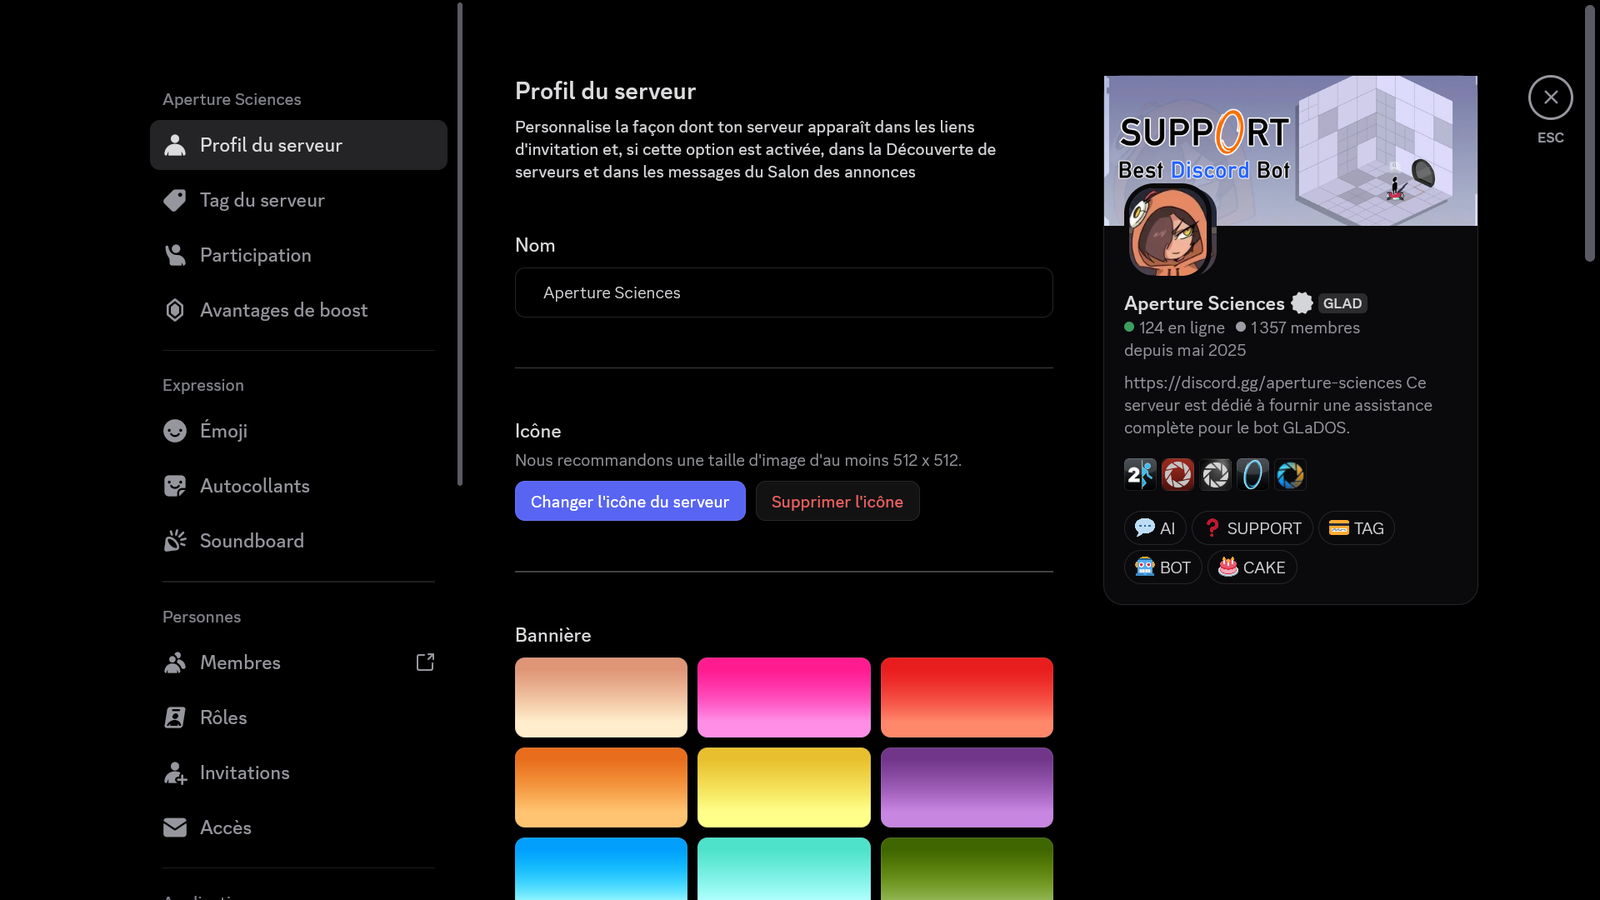 Aperture Sciences
Profil du serveur
Tag du serveur
Participation
Avantages de boost
Expression
Émoji
Autocollants
Soundboard
Personnes
Membres
Rôles
Invitations
Accès
Profil du serveur
Personnalise la façon dont ton serveur apparaît dans les liens
d'invitation et, si cette option est activée, dans la Découverte de
serveurs et dans les messages du Salon des annonces
Nom
Aperture Sciences
Icône
Nous recommandons une taille d'image d'au moins 512 x 512.
Changer l'icône du serveur
Supprimer l'icône
Bannière
SUPPORT
Best Discord Bot
Aperture Sciences GLAD
124 en ligne 1 357 membres
depuis mai 2025
https://discord.gg/aperture-sciences Ce
serveur est dédié à fournir une assistance
complète pour le bot GLaDOS.
2
AI SUPPORT TAG
BOT CAKE
ESC